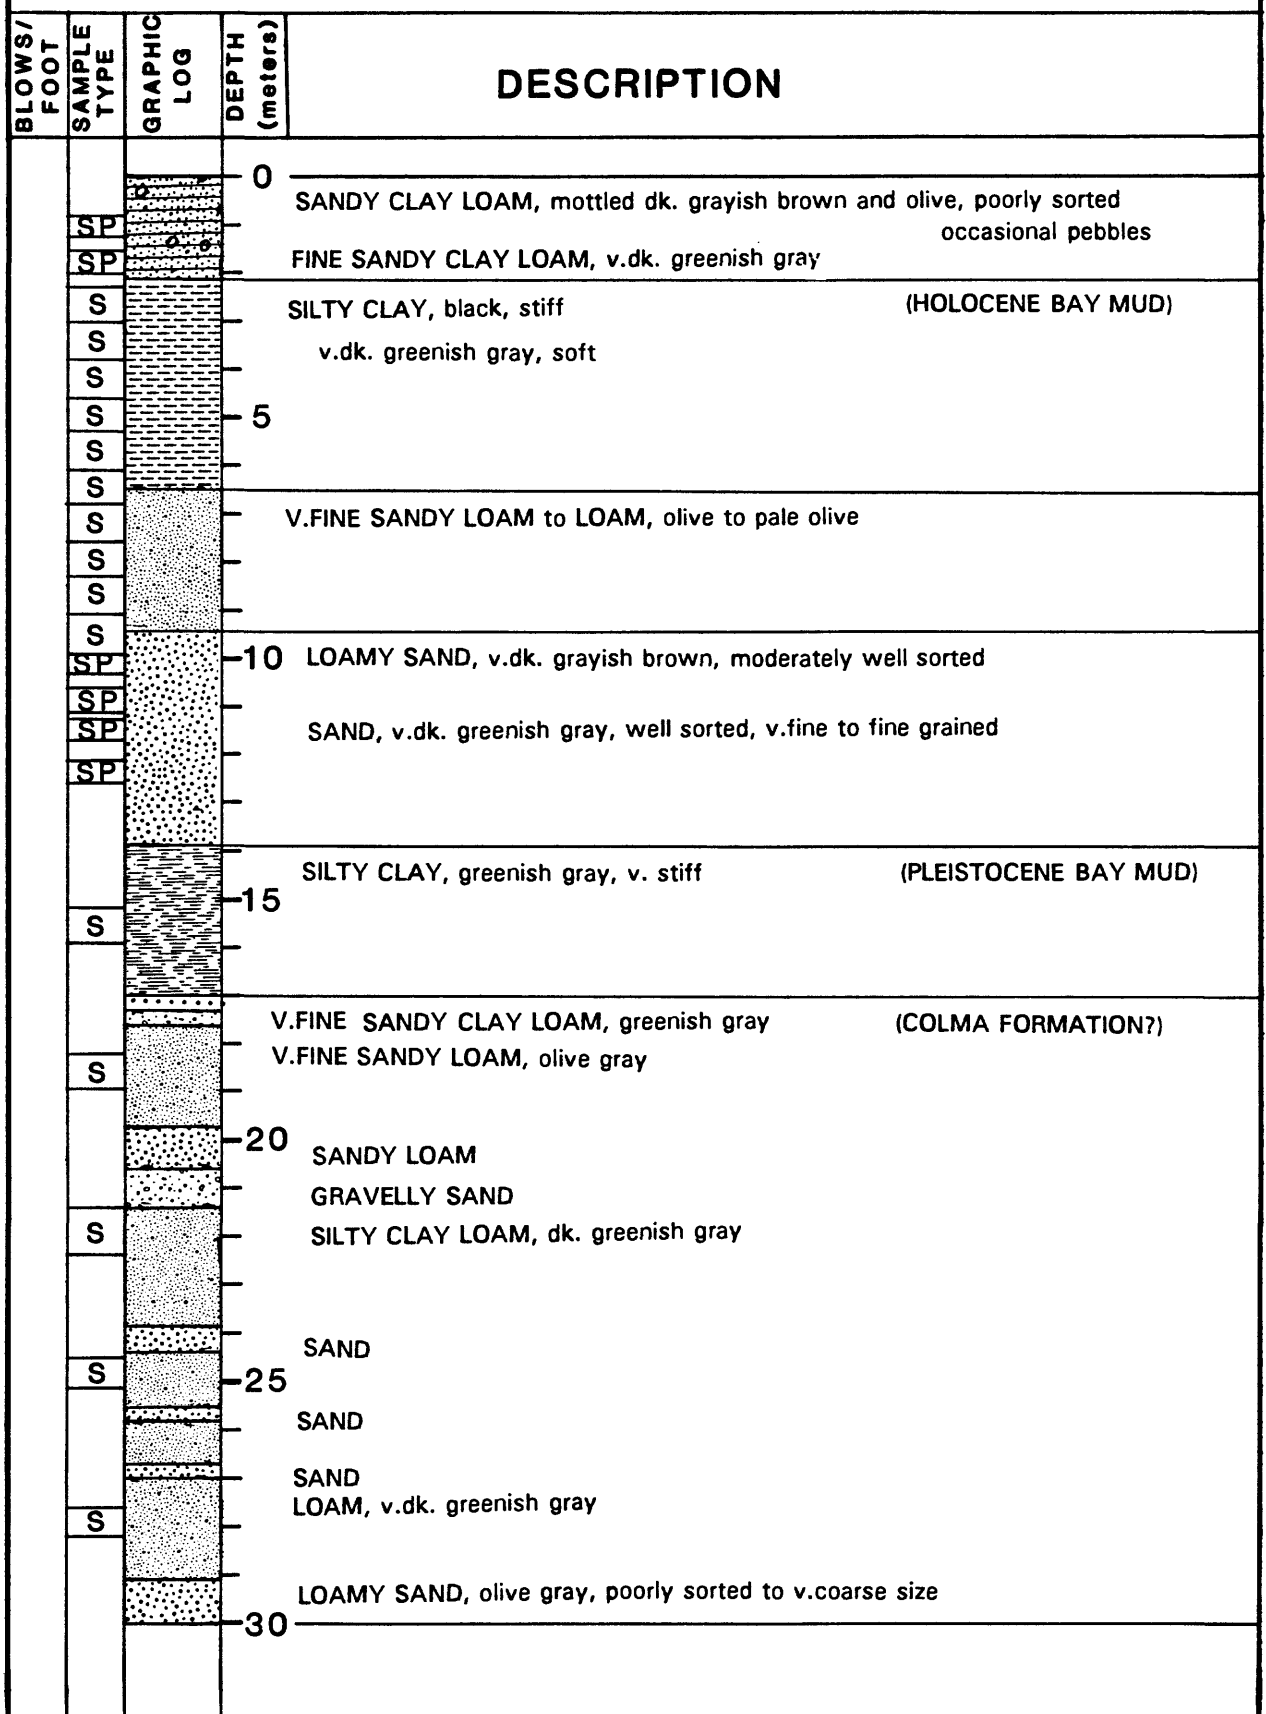 BLOWS/
FOOT
SAMPLE
TYPE
GRAPHIC
LOG
DEPTH
(meters)
DESCRIPTION
0
SANDY CLAY LOAM, mottled dk. grayish brown and olive, poorly sorted
SP
occasional pebbles
SP
FINE SANDY CLAY LOAM, v.dk. greenish gray
S
SILTY CLAY, black, stiff
(HOLOCENE BAY MUD)
S
v.dk. greenish gray, soft
S
S
5
S
S
S
V.FINE SANDY LOAM to LOAM, olive to pale olive
S
S
S
SP
10
LOAMY SAND, v.dk. grayish brown, moderately well sorted
SP
SP
SAND, v.dk. greenish gray, well sorted, v.fine to fine grained
SP
SILTY CLAY, greenish gray, v. stiff
(PLEISTOCENE BAY MUD)
15
S
V.FINE SANDY CLAY LOAM, greenish gray
(COLMA FORMATION?)
V.FINE SANDY LOAM, olive gray
S
20
SANDY LOAM
GRAVELLY SAND
S
SILTY CLAY LOAM, dk. greenish gray
SAND
S
25
SAND
SAND
LOAM, v.dk. greenish gray
S
LOAMY SAND, olive gray, poorly sorted to v.coarse size
30